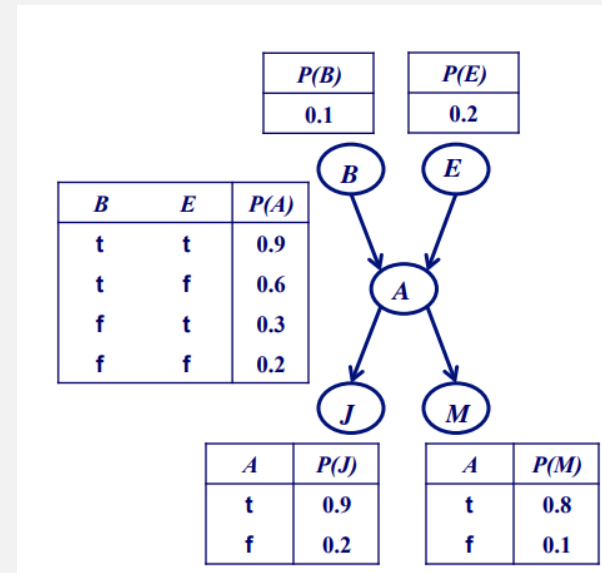 P(B)
0.1
P(E)
0.2
B
E
B E P(A)
t t 0.9
t f 0.6
f t 0.3
f f 0.2
A
J
M
A P(J)
t 0.9
f 0.2
A P(M)
t 0.8
f 0.1